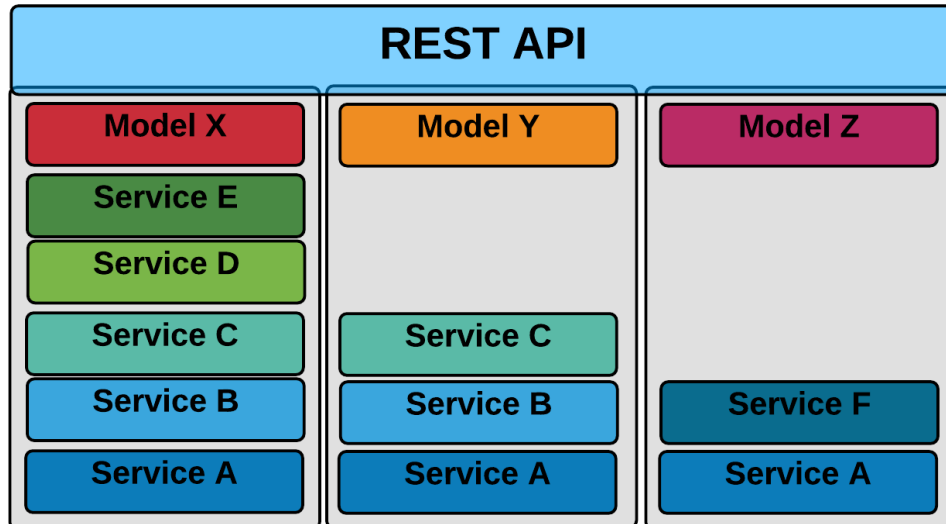 REST API
Model X
Service E
Service D
Service C
Service B
Service A
Model Y
Service C
Service B
Service A
Model Z
Service F
Service A